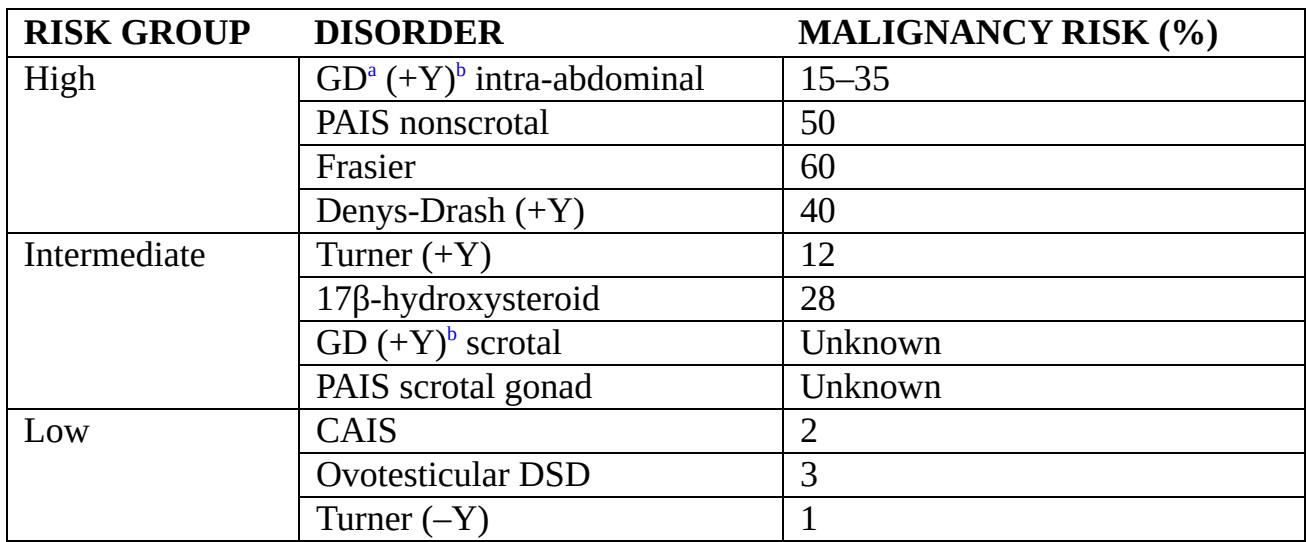 RISK GROUP DISORDER MALIGNANCY RISK (%)
High GDa (+Y)b intra-abdominal 15–35
PAIS nonscrotal 50
Frasier 60
Denys-Drash (+Y) 40
Intermediate Turner (+Y) 12
17β-hydroxysteroid 28
GD (+Y)b scrotal Unknown
PAIS scrotal gonad Unknown
Low CAIS 2
Ovotesticular DSD 3
Turner (–Y) 1